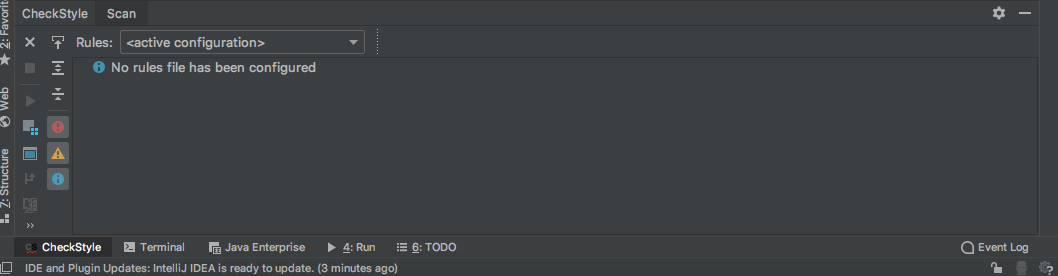 CheckStyle Scan
2: Favorit
Rules: <active configuration>
No rules file has been configured
Web
7: Structure
CheckStyle Terminal Java Enterprise 4: Run 6: TODO Event Log
IDE and Plugin Updates: IntelliJ IDEA is ready to update. (3 minutes ago)